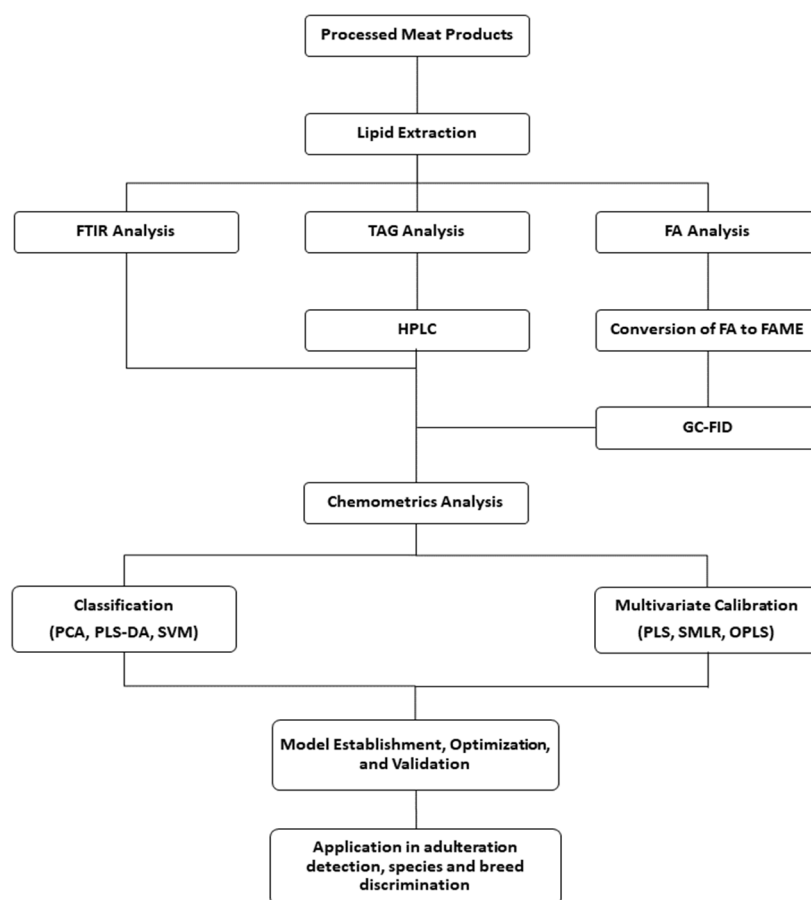 Processed Meat Products
Lipid Extraction
FTIR Analysis
TAG Analysis
FA Analysis
HPLC
Conversion of FA to FAME
GC-FID
Chemometrics Analysis
Classification
(PCA, PLS-DA, SVM)
Multivariate Calibration
(PLS, SMLR, OPLS)
Model Establishment, Optimization,
and Validation
Application in adulteration
detection, species and breed
discrimination